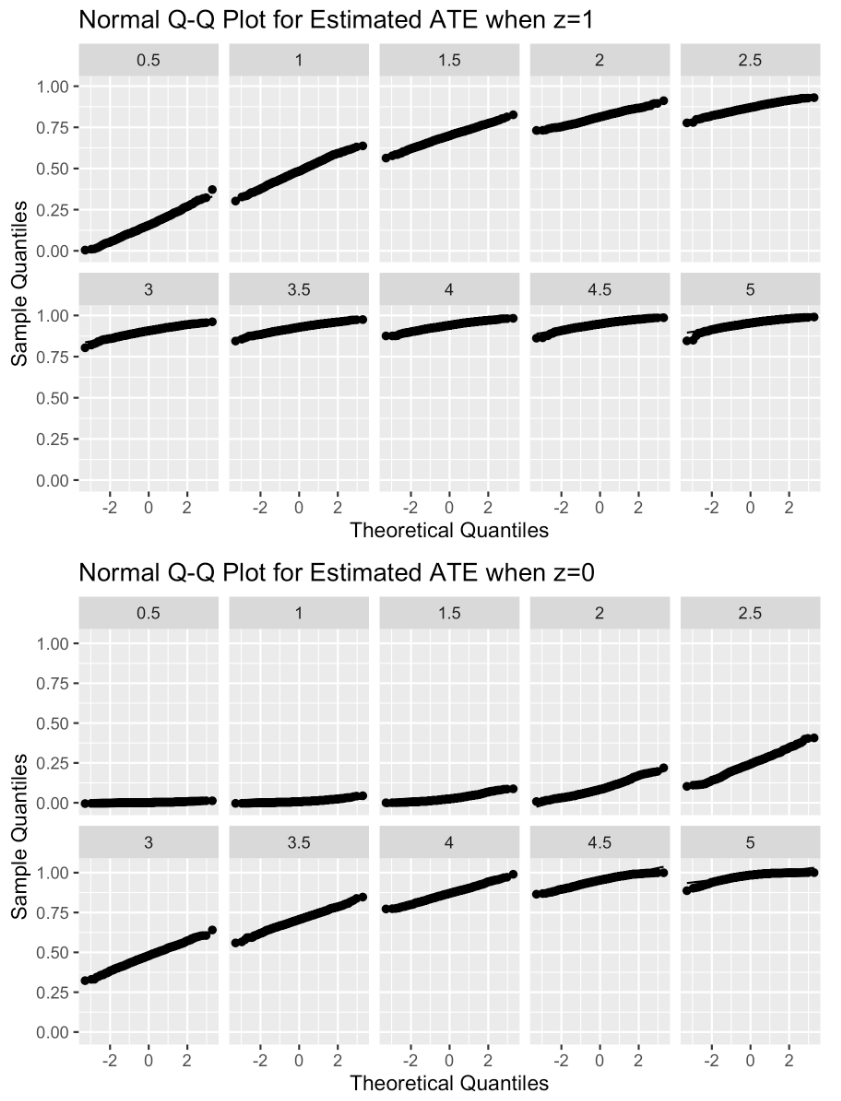 Normal Q-Q Plot for Estimated ATE when z=1
0.5 1 1.5 2 2.5
1.00
0.75
0.50
0.25
0.00
3 3.5 4 4.5 5
1.00
0.75
0.50
0.25
0.00
Sample Quantiles
-2 0 2 -2 0 2 -2 0 2 -2 0 2 -2 0 2
Theoretical Quantiles
Normal Q-Q Plot for Estimated ATE when z=0
0.5 1 1.5 2 2.5
1.00
0.75
0.50
0.25
0.00
3 3.5 4 4.5 5
1.00
0.75
0.50
0.25
0.00
Sample Quantiles
-2 0 2 -2 0 2 -2 0 2 -2 0 2 -2 0 2
Theoretical Quantiles